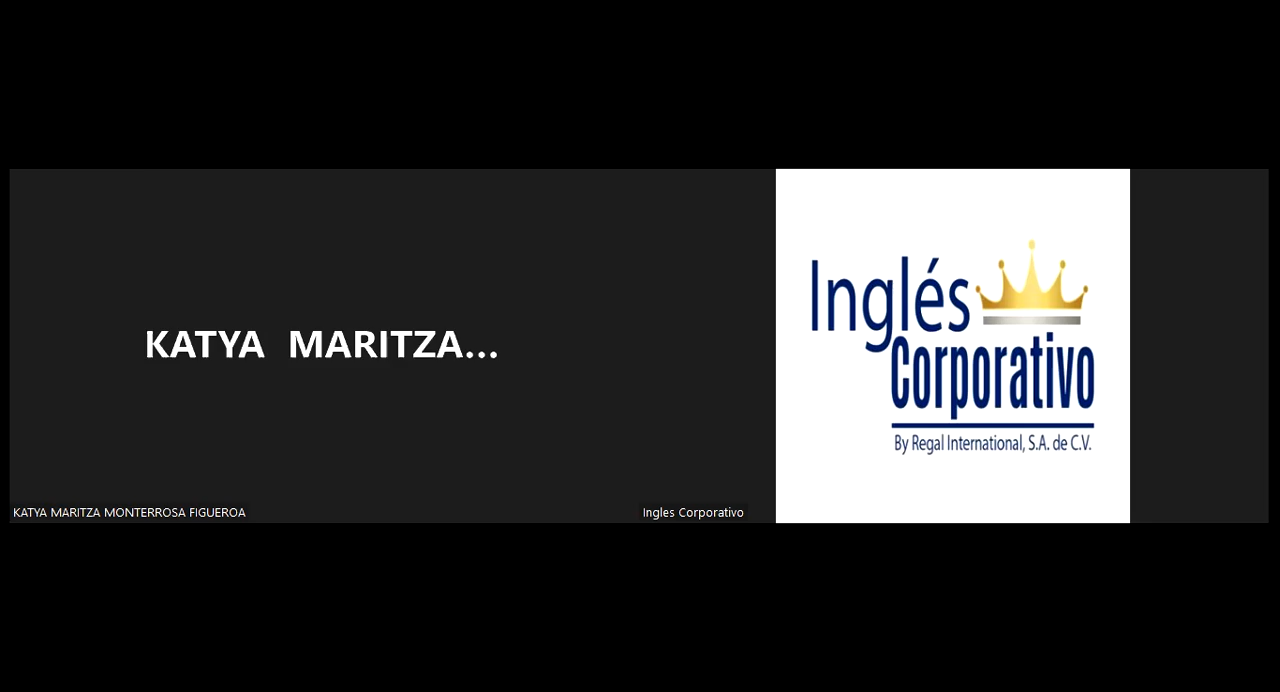 KATYA MARITZA...
KATYA MARITZA MONTERROSA FIGUEROA
Inglés
Corporativo
By Regal International, S.A. de C.V.
Ingles Corporativo